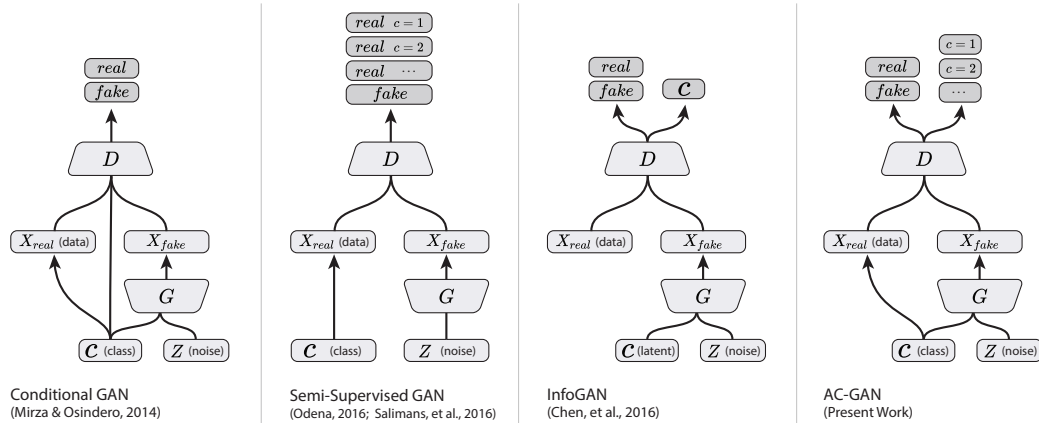 real
fake
D
X_real (data)
X_fake
G
C (class)
Z (noise)
Conditional GAN
(Mirza & Osindero, 2014)
real c = 1
real c = 2
real ...
fake
D
X_real (data)
X_fake
G
C (class)
Z (noise)
Semi-Supervised GAN
(Odena, 2016; Salimans, et al., 2016)
real
fake
C
D
X_real (data)
X_fake
G
C (latent)
Z (noise)
InfoGAN
(Chen, et al., 2016)
real
fake
c = 1
c = 2
...
D
X_real (data)
X_fake
G
C (class)
Z (noise)
AC-GAN
(Present Work)